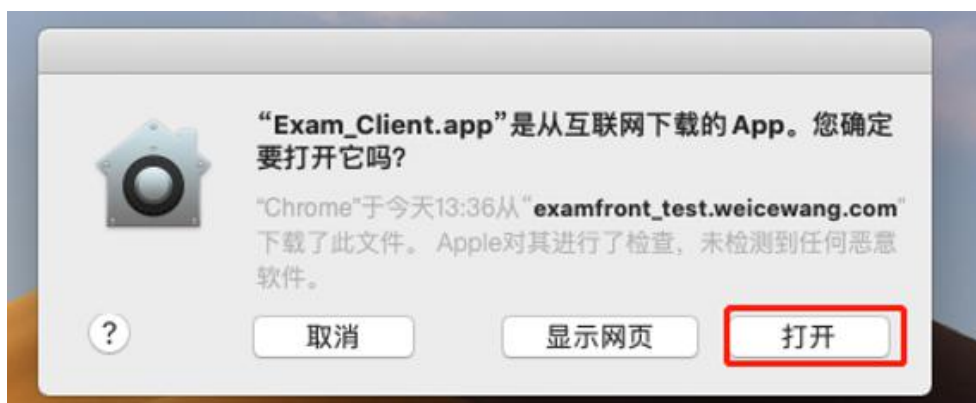 “Exam_Client.app”是从互联网下载的 App。您确定
要打开它吗?
“Chrome”于今天13:36从“examfront_test.weicewang.com”
下载了此文件。 Apple对其进行了检查，未检测到任何恶意
软件。
? 取消 显示网页 打开